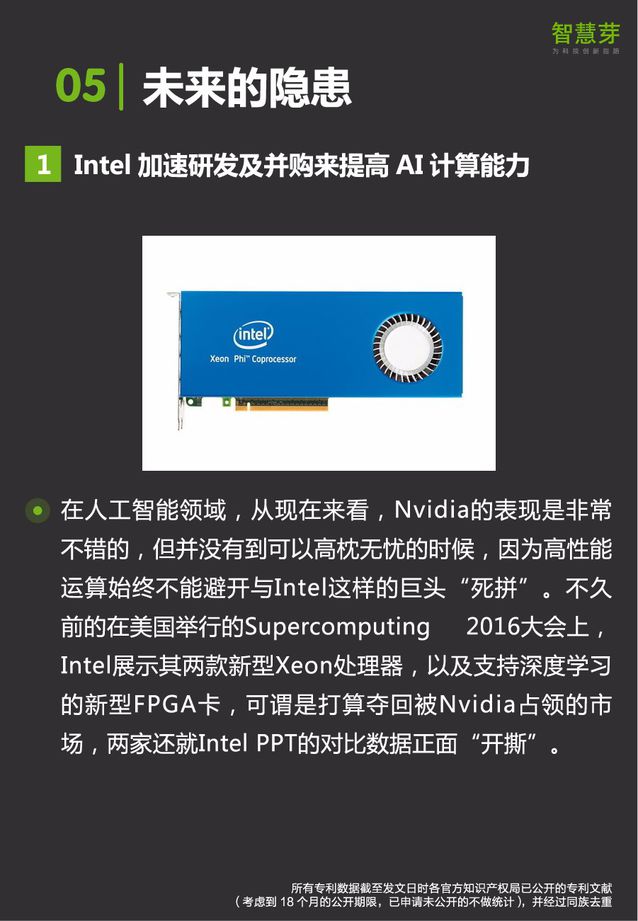 智慧芽
为科技创新指路
05 未来的隐患
1 Intel 加速研发及并购来提高 AI 计算能力
intel
Xeon Phi™ Coprocessor
在人工智能领域，从现在来看，Nvidia的表现是非常
不错的，但并没有到可以高枕无忧的时候，因为高性能
运算始终不能避开与Intel这样的巨头“死拼”。不久
前的在美国举行的Supercomputing 2016大会上，
Intel展示其两款新型Xeon处理器，以及支持深度学习
的新型FPGA卡，可谓是打算夺回被Nvidia占领的市
场，两家还就Intel PPT的对比数据正面“开撕”。
所有专利数据截至发文日时各官方知识产权局已公开的专利文献
（考虑到 18 个月的公开期限，已申请未公开的不做统计），并经过同族去重